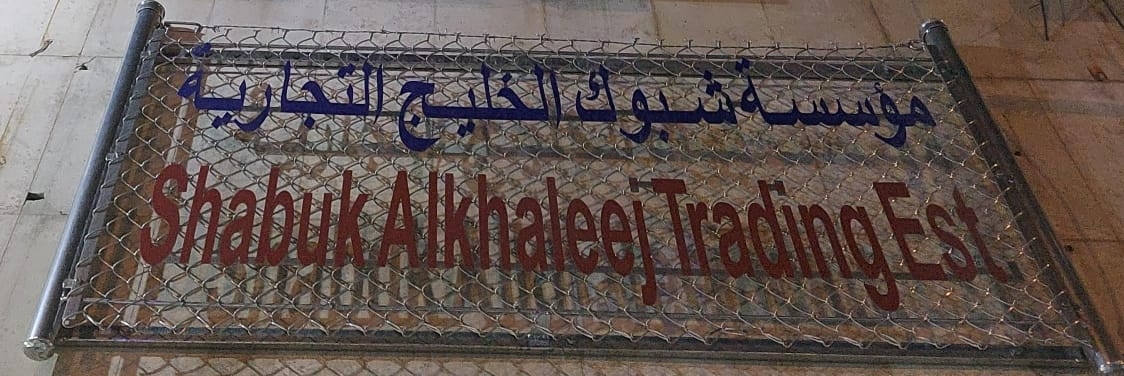 مؤسسة شبوك الخليج التجارية
Shabuk Alkhaleej Trading Est.